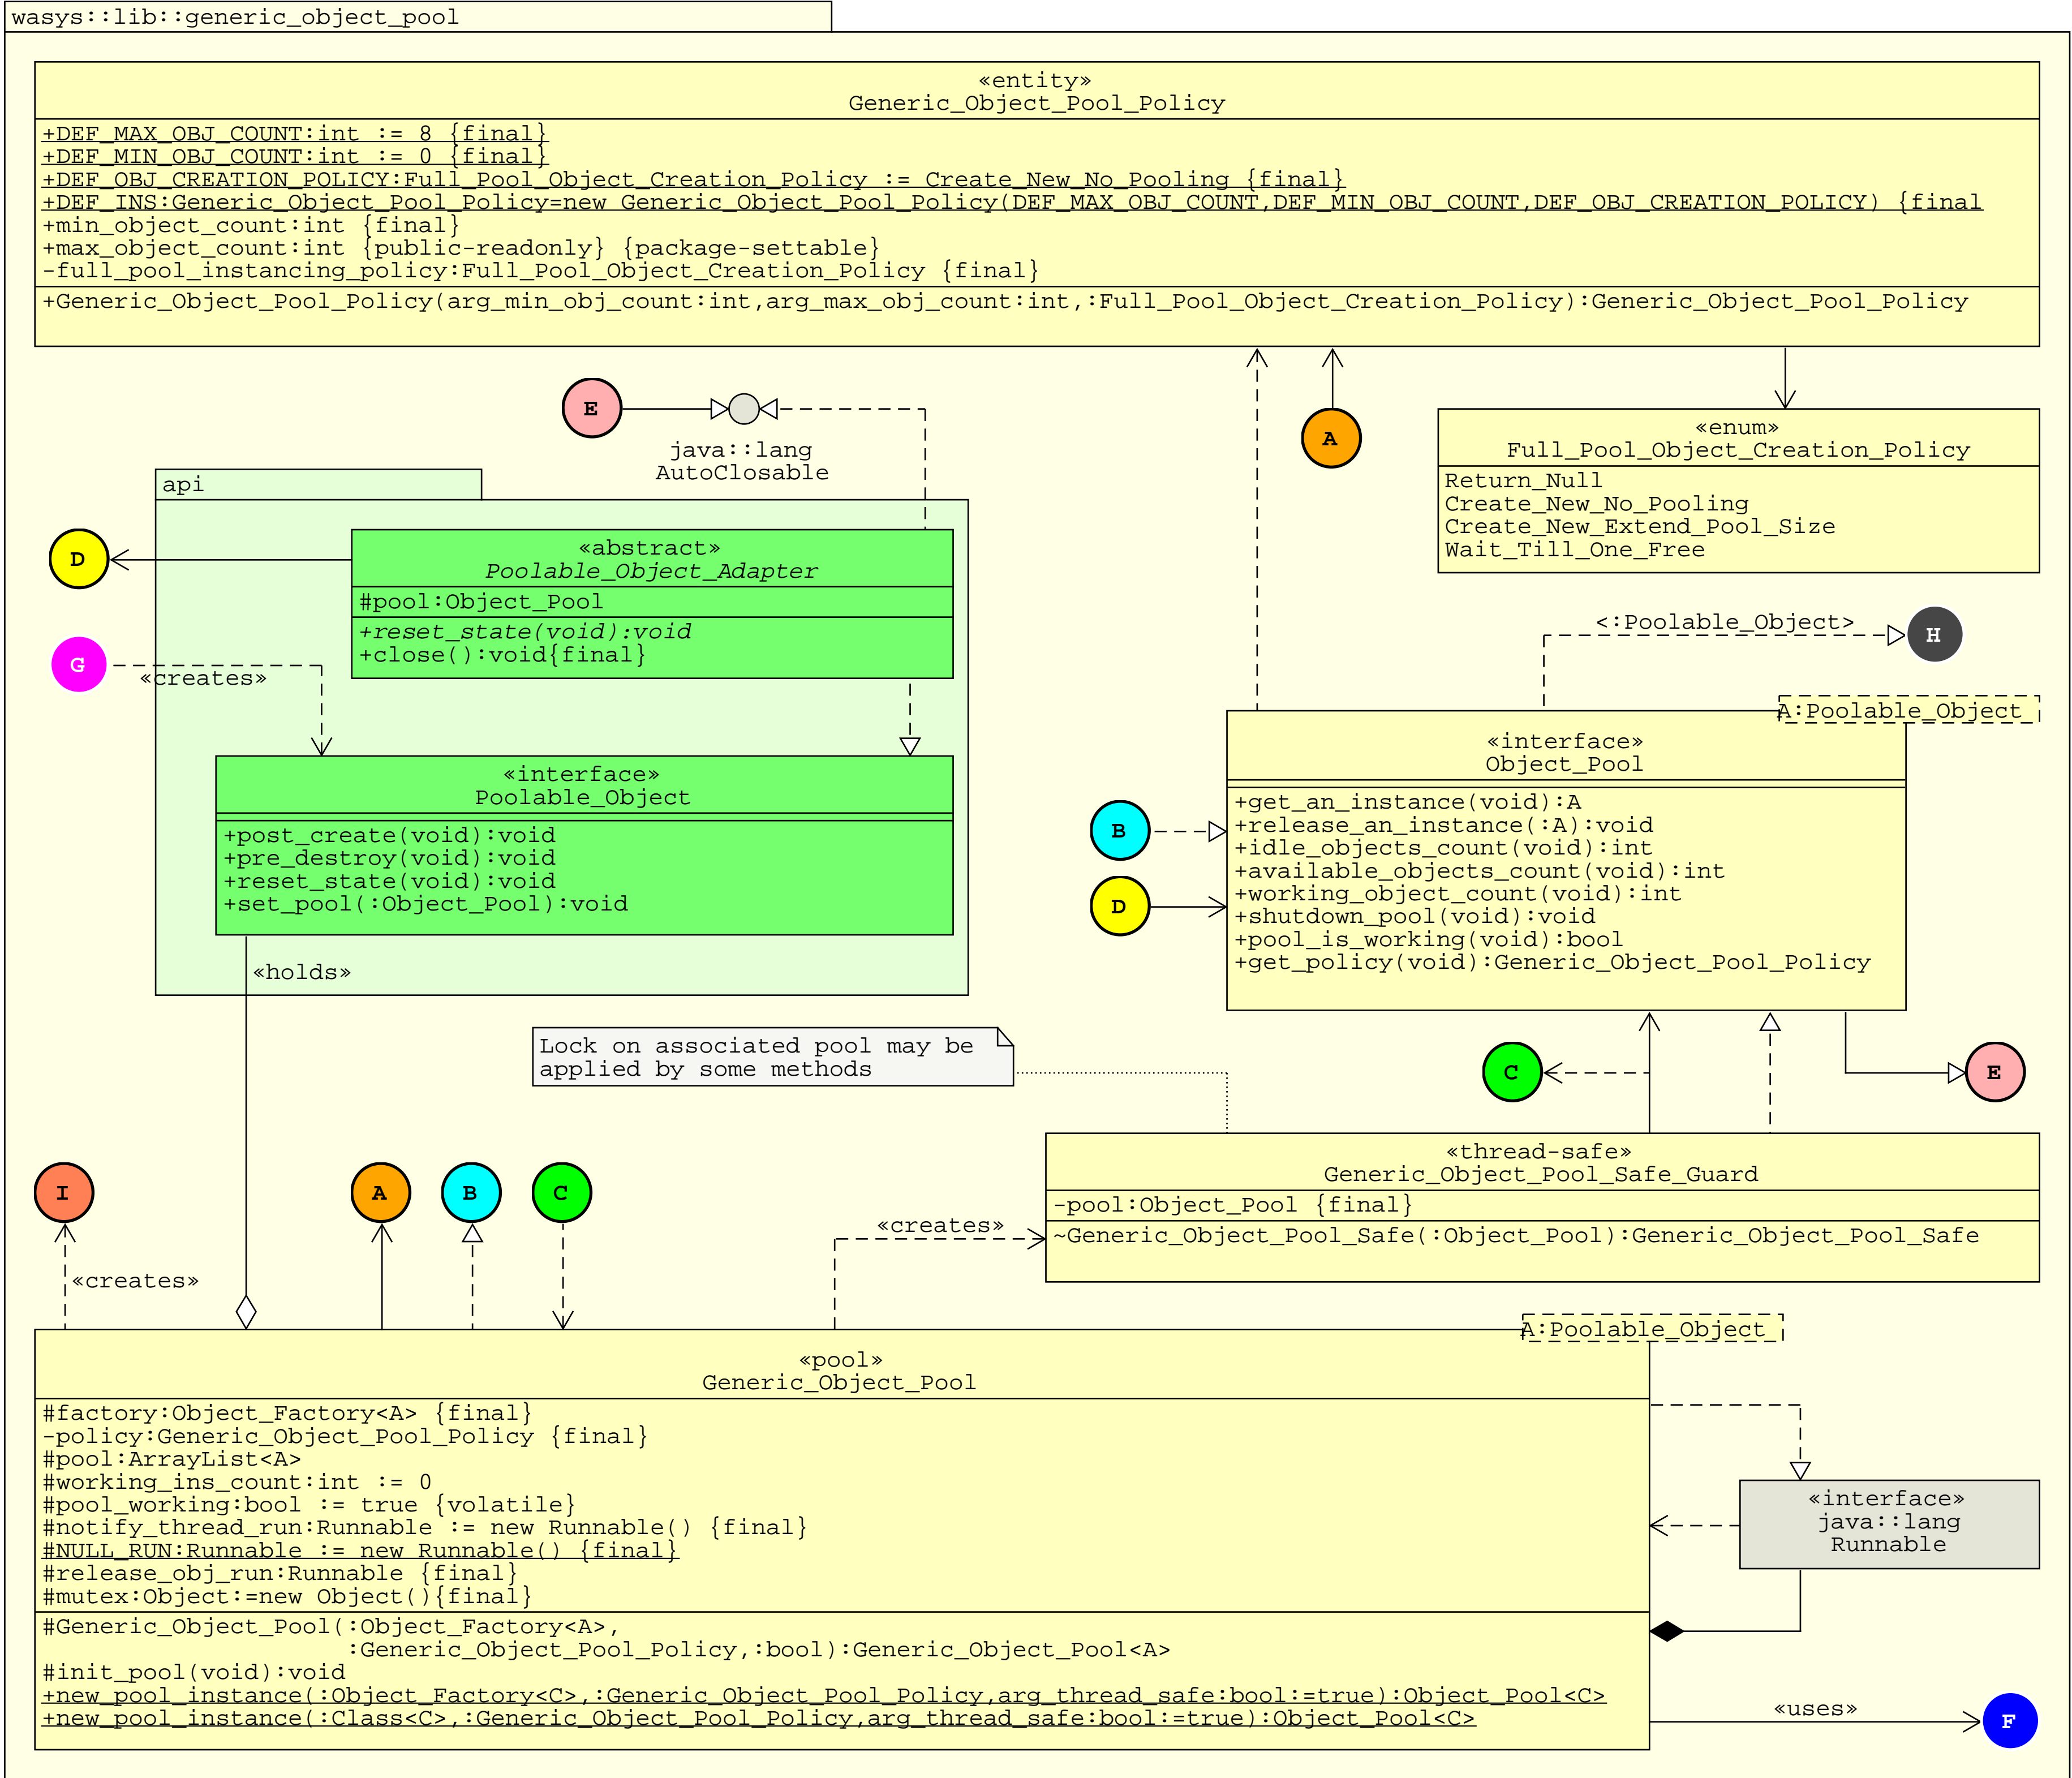 wasys::lib::generic_object_pool
«entity»
Generic_Object_Pool_Policy
+DEF_MAX_OBJ_COUNT:int := 8 {final}
+DEF_MIN_OBJ_COUNT:int := 0 {final}
+DEF_OBJ_CREATION_POLICY:Full_Pool_Object_Creation_Policy := Create_New_No_Pooling {final}
+DEF_INS:Generic_Object_Pool_Policy=new Generic_Object_Pool_Policy(DEF_MAX_OBJ_COUNT,DEF_MIN_OBJ_COUNT,DEF_OBJ_CREATION_POLICY) {final
+min_object_count:int {final}
+max_object_count:int {public-readonly} {package-settable}
-full_pool_instancing_policy:Full_Pool_Object_Creation_Policy {final}
+Generic_Object_Pool_Policy(arg_min_obj_count:int,arg_max_obj_count:int,:Full_Pool_Object_Creation_Policy):Generic_Object_Pool_Policy
E
java::lang
AutoClosable
A
«enum»
Full_Pool_Object_Creation_Policy
Return_Null
Create_New_No_Pooling
Create_New_Extend_Pool_Size
Wait_Till_One_Free
api
D
«abstract»
Poolable_Object_Adapter
#pool:Object_Pool
+reset_state(void):void
+close():void{final}
G
«creates»
<:Poolable_Object>
H
«interface»
Poolable_Object
+post_create(void):void
+pre_destroy(void):void
+reset_state(void):void
+set_pool(:Object_Pool):void
«holds»
A:Poolable_Object
«interface»
Object_Pool
+get_an_instance(void):A
+release_an_instance(:A):void
+idle_objects_count(void):int
+available_objects_count(void):int
+working_object_count(void):int
+shutdown_pool(void):void
+pool_is_working(void):bool
+get_policy(void):Generic_Object_Pool_Policy
B
D
Lock on associated pool may be
applied by some methods
C
E
«thread-safe»
Generic_Object_Pool_Safe_Guard
-pool:Object_Pool {final}
~Generic_Object_Pool_Safe(:Object_Pool):Generic_Object_Pool_Safe
I
A
B
C
«creates»
«creates»
A:Poolable_Object
«pool»
Generic_Object_Pool
#factory:Object_Factory<A> {final}
-policy:Generic_Object_Pool_Policy {final}
#pool:ArrayList<A>
#working_ins_count:int := 0
#pool_working:bool := true {volatile}
#notify_thread_run:Runnable := new Runnable() {final}
#NULL_RUN:Runnable := new Runnable() {final}
#release_obj_run:Runnable {final}
#mutex:Object:=new Object(){final}
#Generic_Object_Pool(:Object_Factory<A>,
:Generic_Object_Pool_Policy,:bool):Generic_Object_Pool<A>
#init_pool(void):void
+new_pool_instance(:Object_Factory<C>,:Generic_Object_Pool_Policy,arg_thread_safe:bool:=true):Object_Pool<C>
+new_pool_instance(:Class<C>,:Generic_Object_Pool_Policy,arg_thread_safe:bool:=true):Object_Pool<C>
«interface»
java::lang
Runnable
«uses»
F